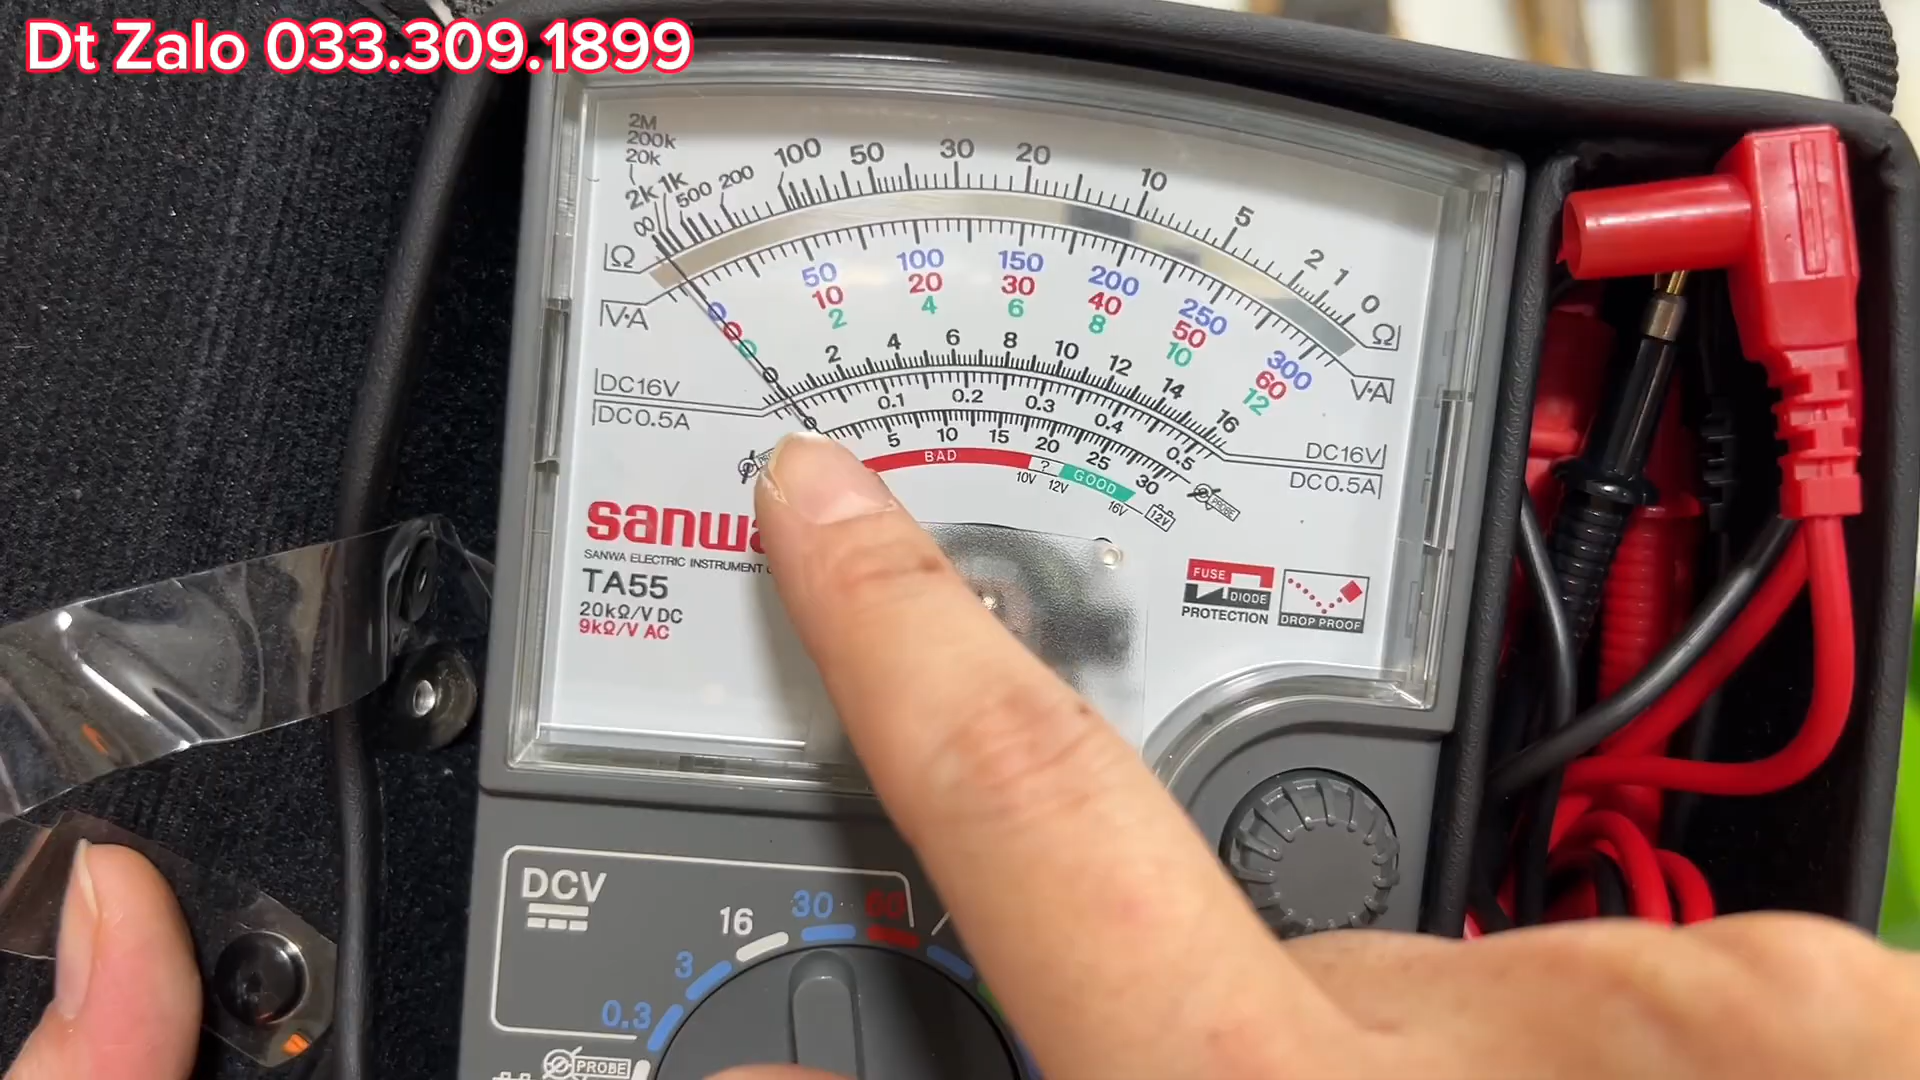 Dt Zalo 033.309.1899
2M
200k
20k
2k 1k 500 200 100 50 30 20 10 5 2 1 0
∞
Ω Ω
V·A V·A
0 50 100 150 200 250 300
0 10 20 30 40 50 60
0 2 4 6 8 10 12
0 2 4 6 8 10 12 14 16
DC16V DC16V
DC0.5A DC0.5A
0 0.1 0.2 0.3 0.4 0.5
5 10 15 20 25 30
BAD ? GOOD
10V 12V 16V 12V
PROBE
sanwa
SANWA ELECTRIC INSTRUMENT
TA55
20kΩ/V DC
9kΩ/V AC
FUSE
DIODE
PROTECTION
DROP PROOF
DCV
0.3 3 16 30 60
PROBE